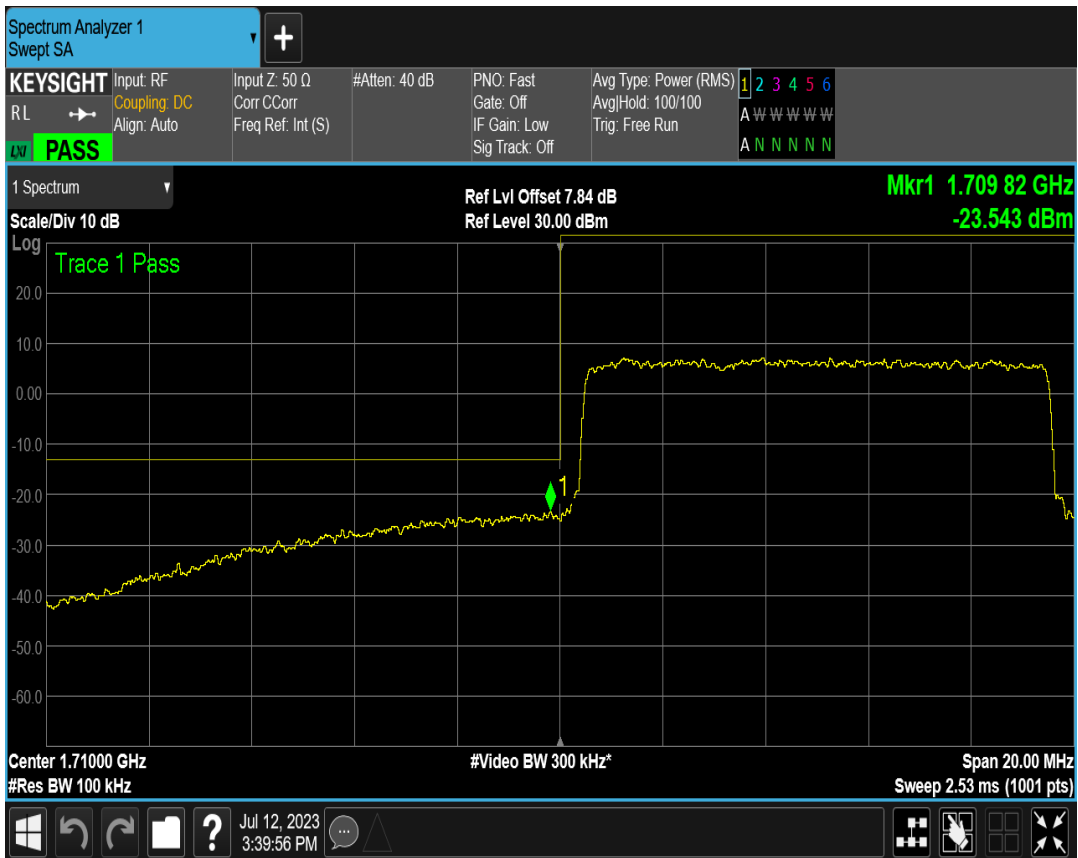 Spectrum Analyzer 1
Swept SA
KEYSIGHT
RL
LXI PASS
Input: RF
Coupling: DC
Align: Auto
Input Z: 50 Ω
Corr CCorr
Freq Ref: Int (S)
#Atten: 40 dB
PNO: Fast
Gate: Off
IF Gain: Low
Sig Track: Off
Avg Type: Power (RMS)
Avg|Hold: 100/100
Trig: Free Run
1 2 3 4 5 6
A W W W W W
A N N N N N
1 Spectrum
Scale/Div 10 dB
Ref Lvl Offset 7.84 dB
Ref Level 30.00 dBm
Mkr1 1.709 82 GHz
-23.543 dBm
Log
Trace 1 Pass
20.0
10.0
0.00
-10.0
-20.0
-30.0
-40.0
-50.0
-60.0
1
Center 1.71000 GHz
#Res BW 100 kHz
#Video BW 300 kHz*
Span 20.00 MHz
Sweep 2.53 ms (1001 pts)
?
Jul 12, 2023
3:39:56 PM